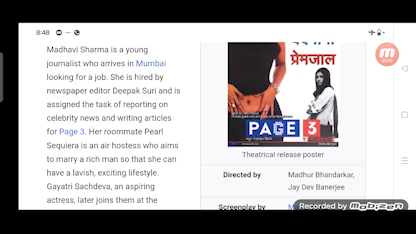 8:48
Madhavi Sharma is a young
journalist who arrives in Mumbai
looking for a job. She is hired by
newspaper editor Deepak Suri and is
assigned the task of reporting on
celebrity news and writing articles
for Page 3. Her roommate Pearl
Sequiera is an air hostess who aims
to marry a rich man so that she can
have a lavish, exciting lifestyle.
Gayatri Sachdeva, an aspiring
actress, later joins them at the
प्रेमजाल
PAGE 3
Theatrical release poster
Directed by
Madhur Bhandarkar,
Jay Dev Banerjee
Screenplay by
Recorded by
MOBIZEN